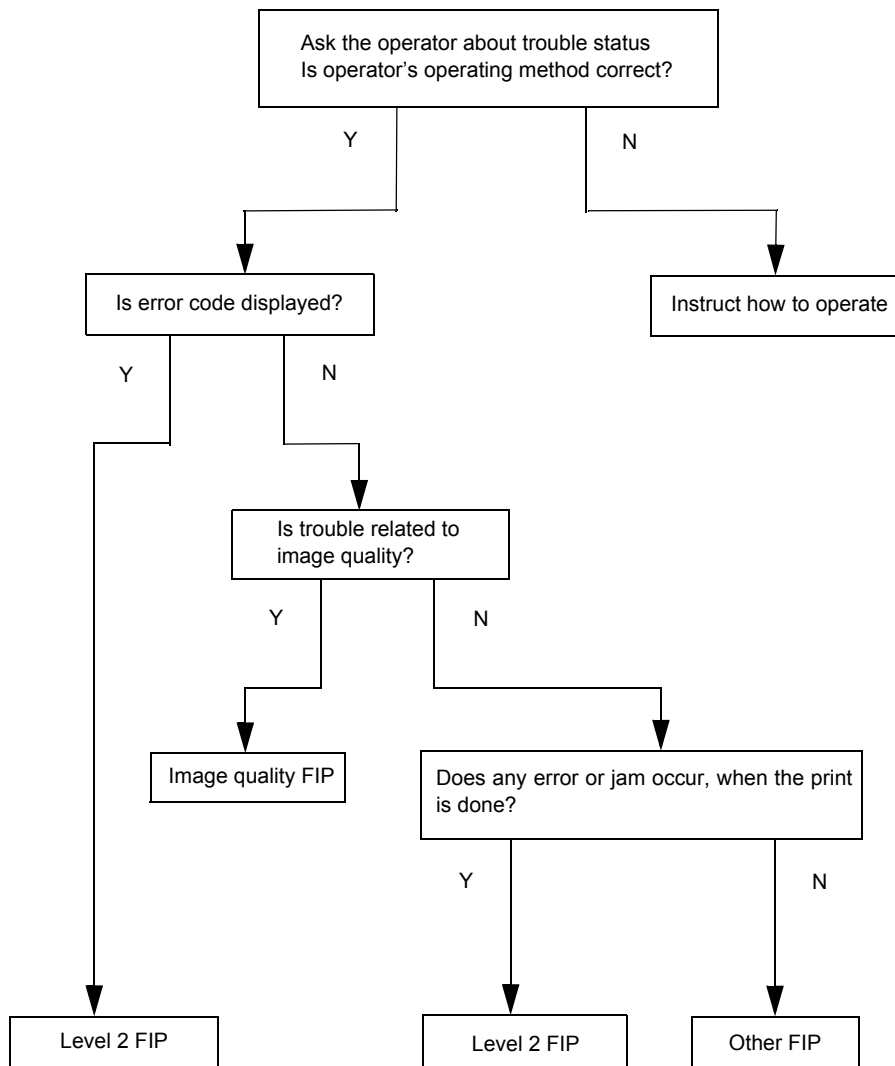 Ask the operator about trouble status
Is operator’s operating method correct?
Y
N
Is error code displayed?
Instruct how to operate
Y
N
Is trouble related to
image quality?
Y
N
Image quality FIP
Does any error or jam occur, when the print
is done?
Y
N
Level 2 FIP
Level 2 FIP
Other FIP